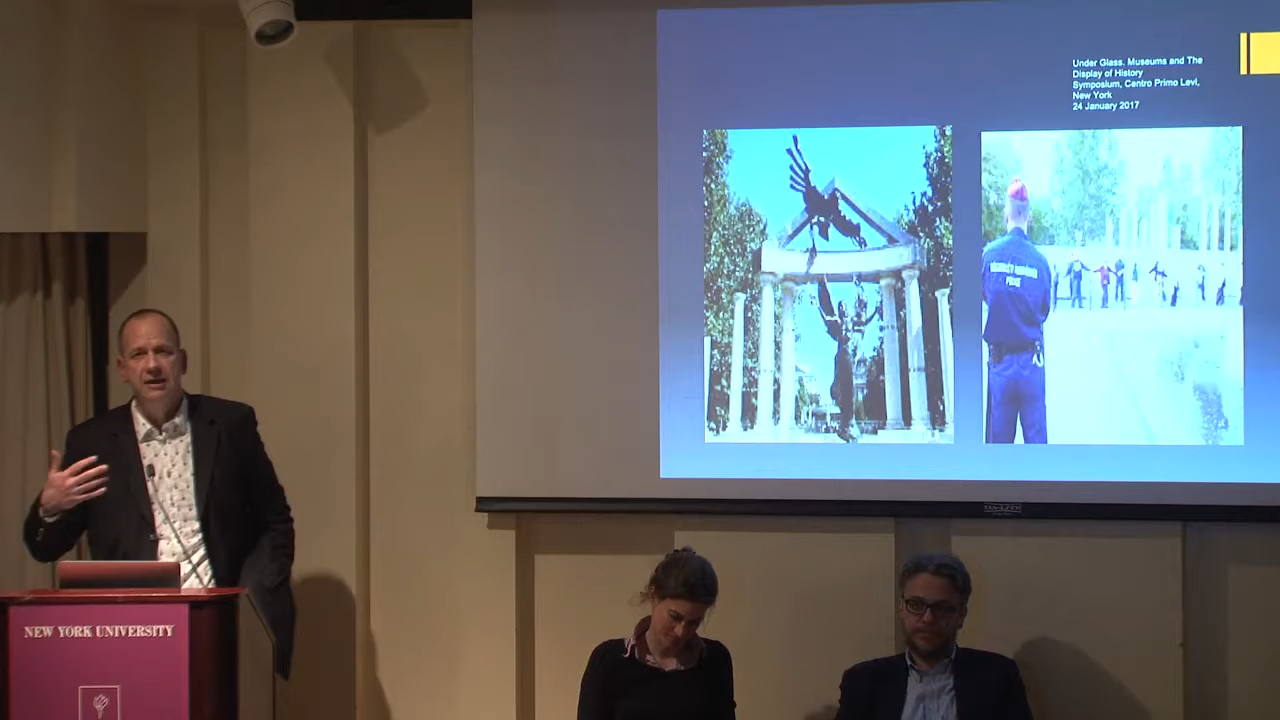 Under Glass. Museums and The
Display of History
Symposium, Centro Primo Levi,
New York
24 January 2017
NEW YORK UNIVERSITY